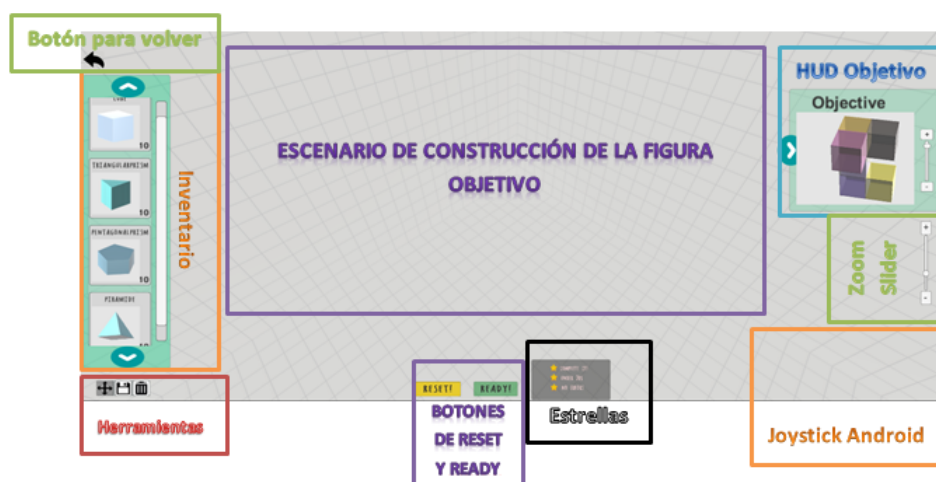 Botón para volver
HUD Objetivo
Objective
ESCENARIO DE CONSTRUCCIÓN DE LA FIGURA
OBJETIVO
Inventario
10
TRIANGULARPRISM
10
PENTAGONALPRISM
10
PIRAMIDE
Zoom
Slider
RESET!
READY!
BOTONES
DE RESET
Y READY
Estrellas
Herramientas
Joystick Android